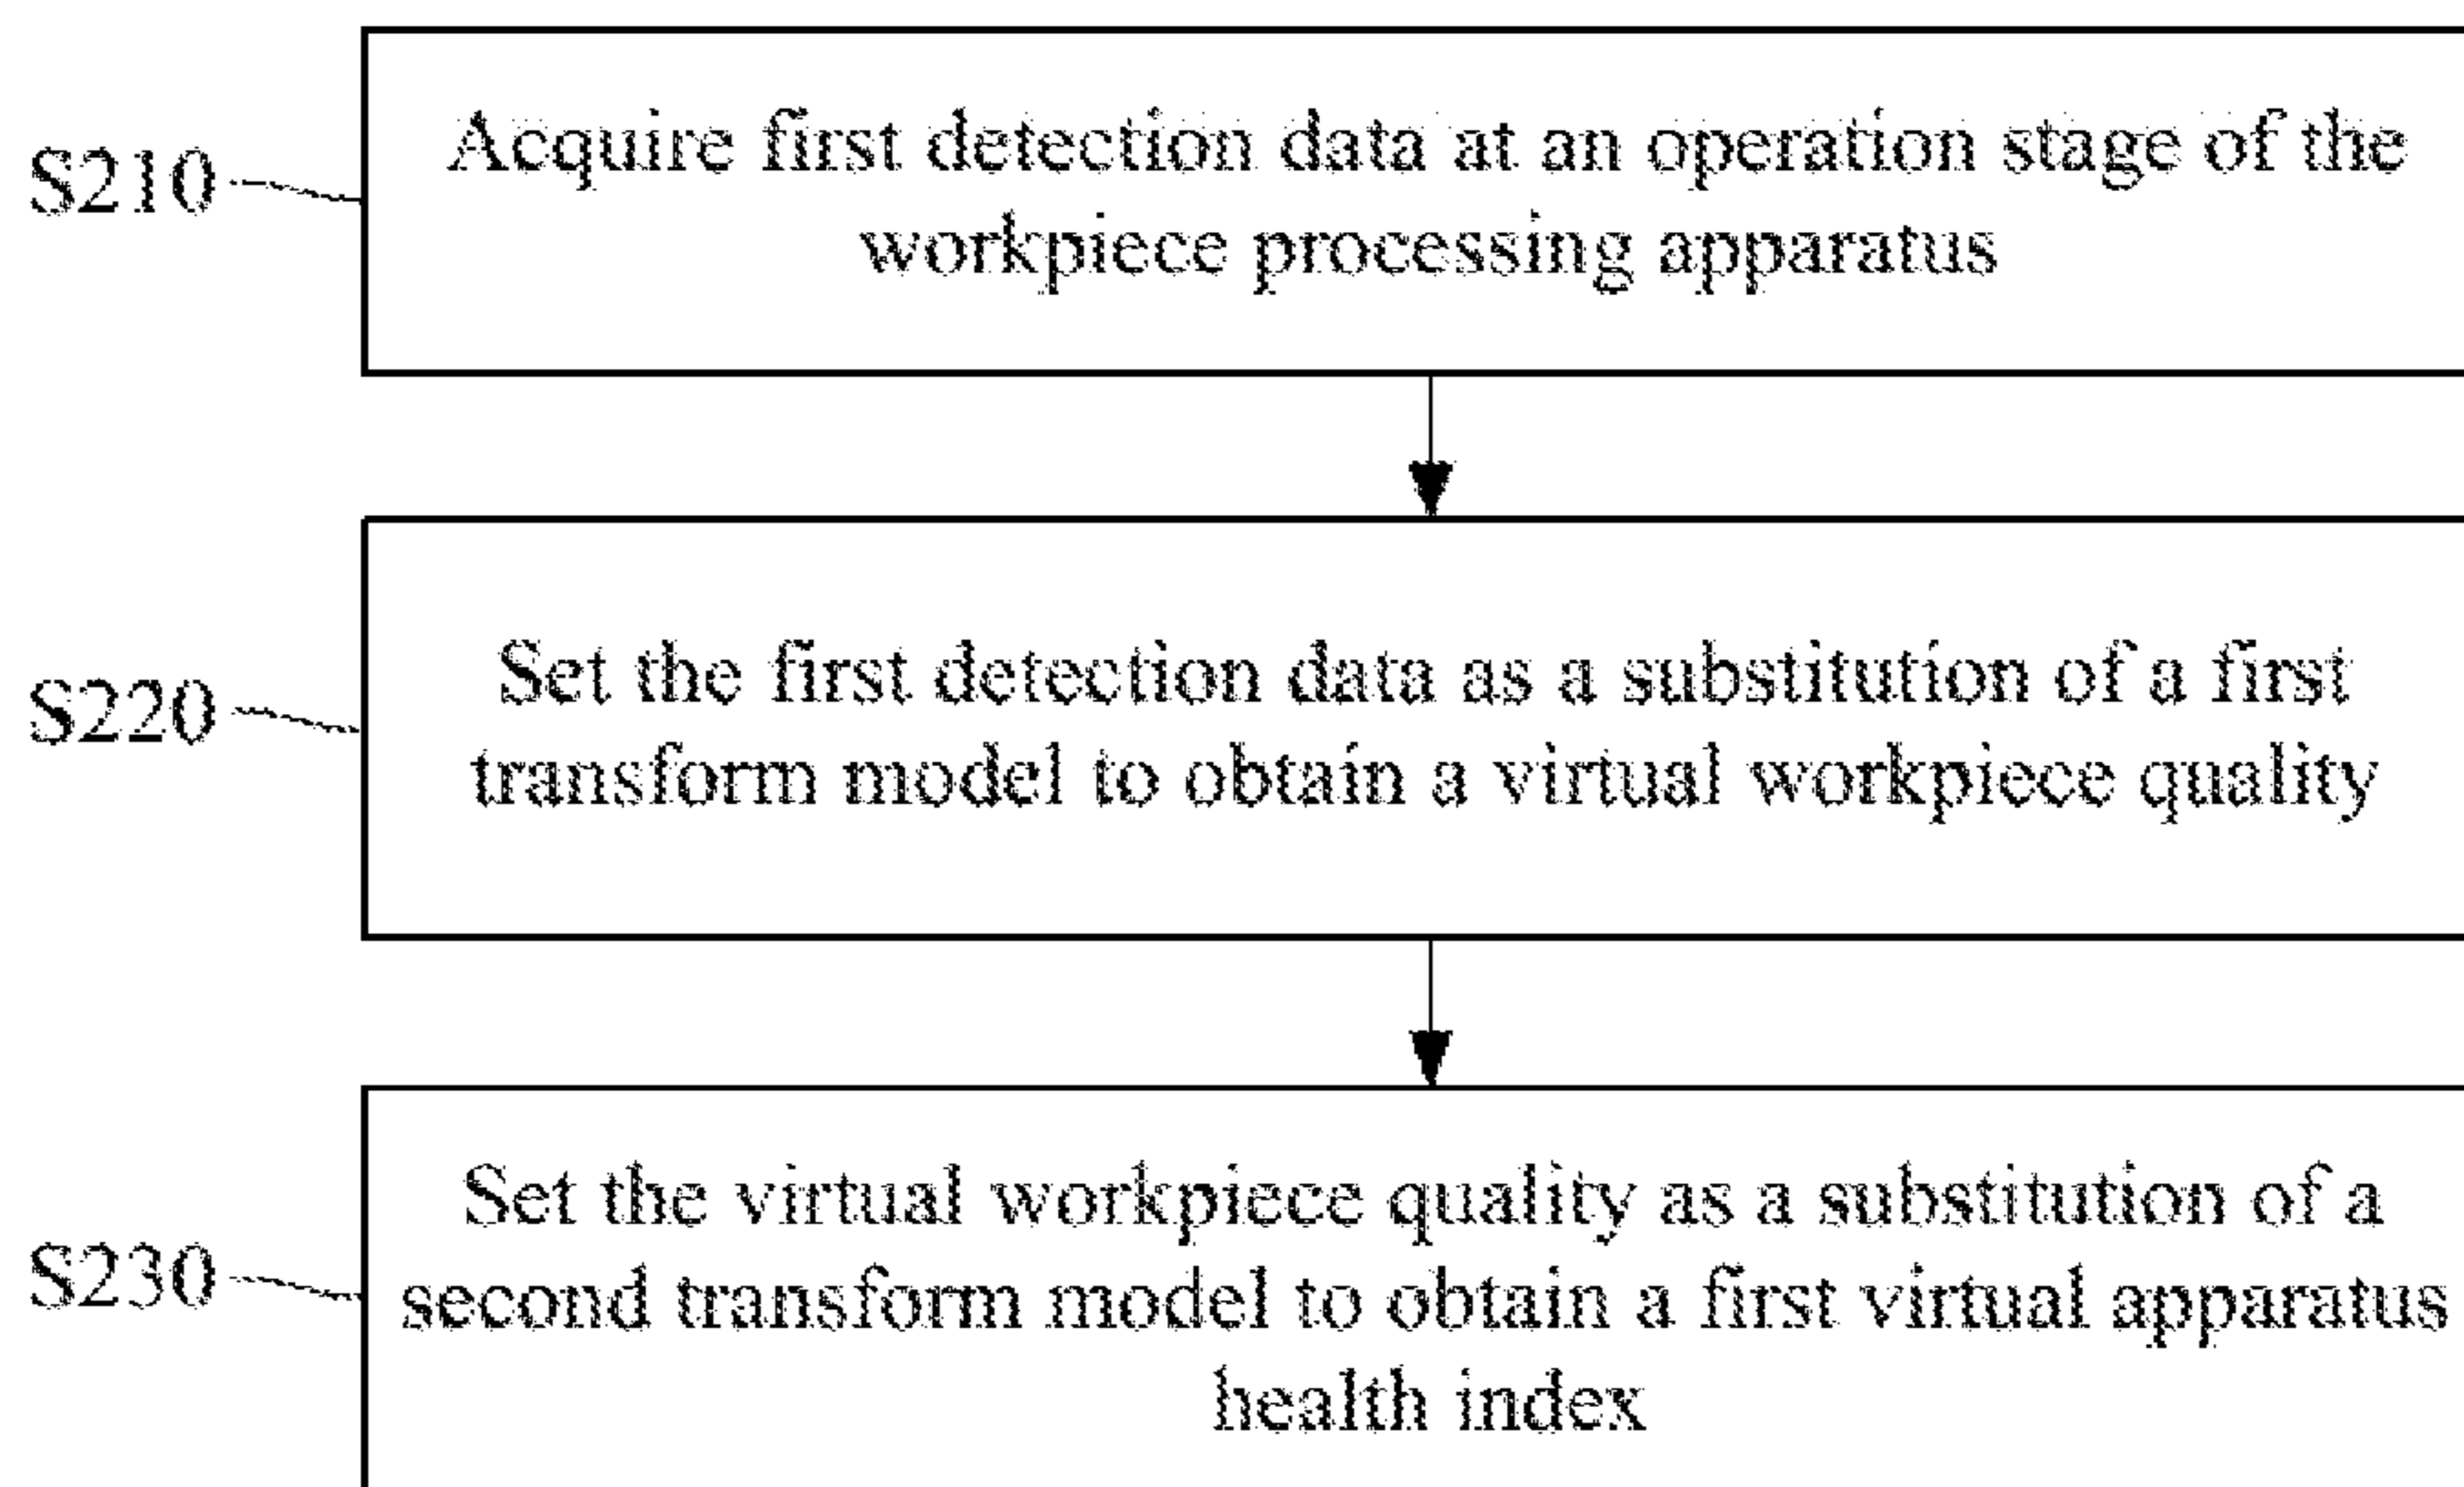 S210
Acquire first detection data at an operation stage of the
workpiece processing apparatus
S220
Set the first detection data as a substitution of a first
transform model to obtain a virtual workpiece quality
S230
Set the virtual workpiece quality as a substitution of a
second transform model to obtain a first virtual apparatus
health index